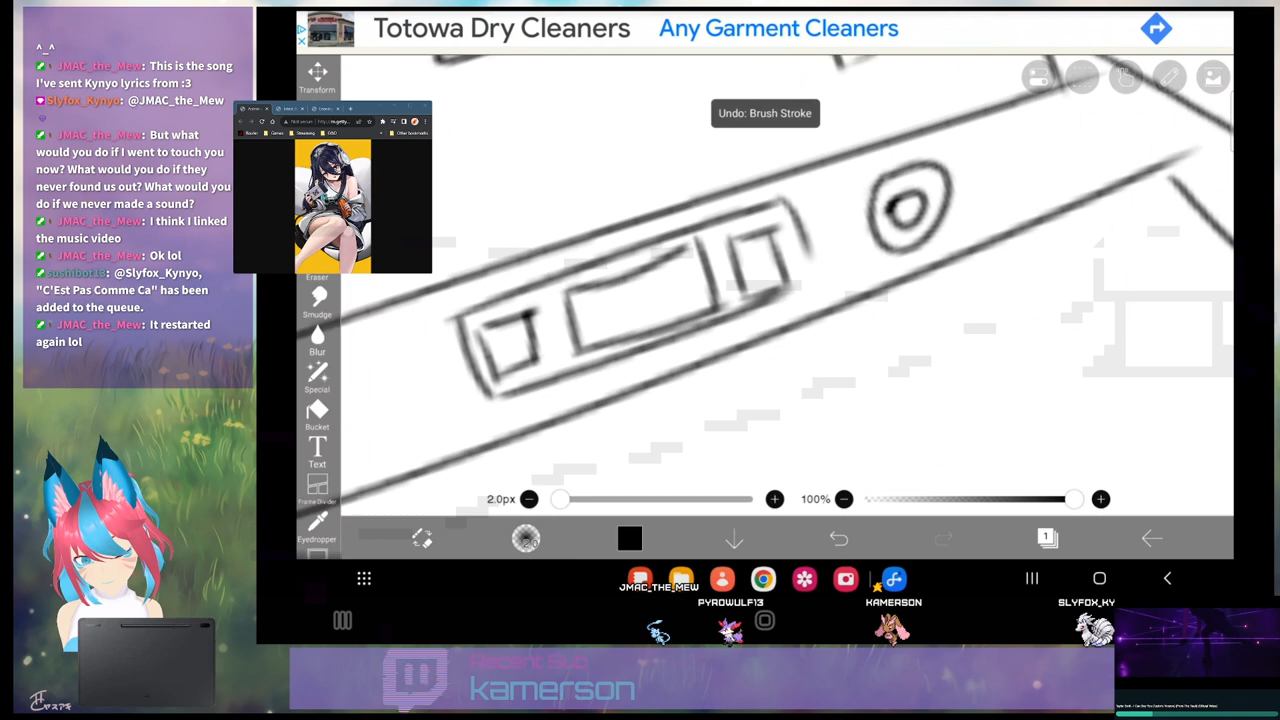 ^_^
JMAC_the_Mew: This is the song
I've sent Kynyo lyrics from :3
Slyfox_Kynyo: @JMAC_the_Mew
JMAC_the_Mew: But what
would you do if I went to touch you
now? What would you do if they
never found us out? What would you
do if we never made a sound?
JMAC_the_Mew: I think I linked
the music video
JMAC_the_Mew: Ok lol
sushibot13: @Slyfox_Kynyo,
"C'Est Pas Comme Ca" has been
added to the queue.
JMAC_the_Mew: It restarted
again lol
Totowa Dry Cleaners
Any Garment Cleaners
Transform
Undo: Brush Stroke
Eraser
Smudge
Blur
Special
Bucket
T
Text
Frame Divider
Eyedropper
2.0px
100%
2.0
1
JMAC_THE_MEW
PYROWULF13
KAMERSON
SLYFOX_KY
Recent Sub
kamerson